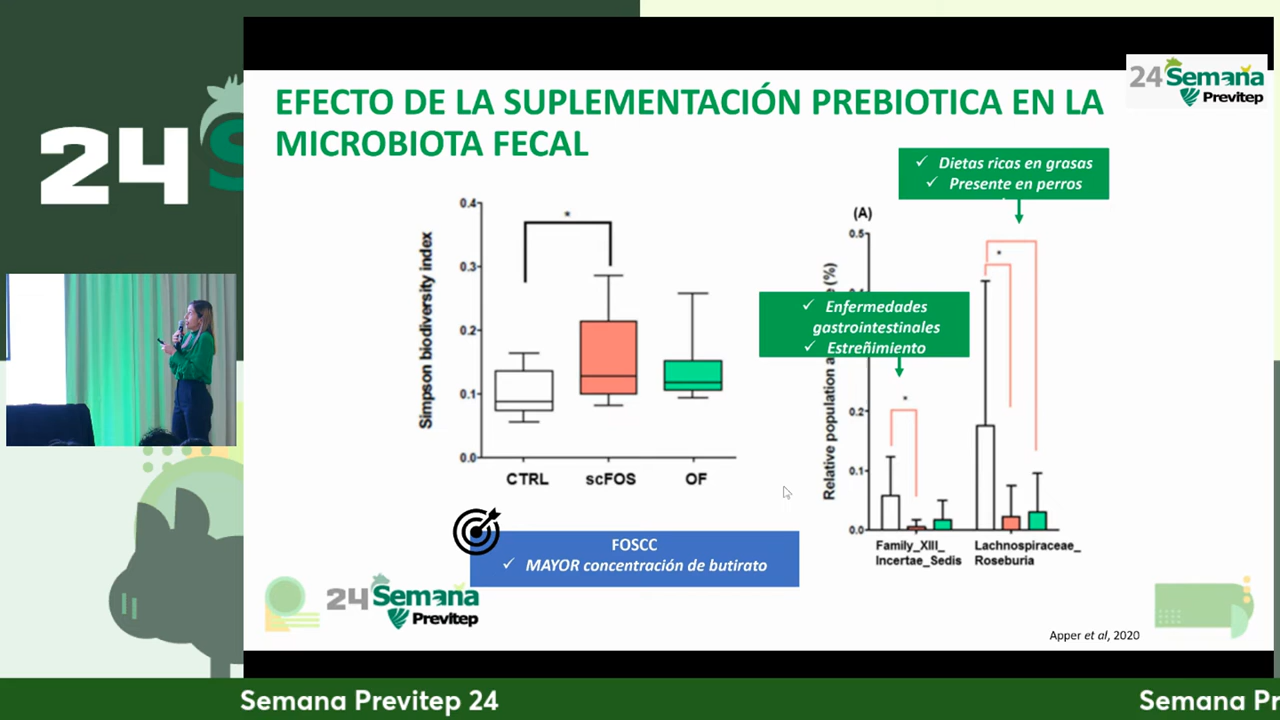 24
24 Semana
Previtep
EFECTO DE LA SUPLEMENTACIÓN PREBIOTICA EN LA
MICROBIOTA FECAL
✓ Dietas ricas en grasas
✓ Presente en perros
(A)
Simpson biodiversity index
0.4
0.3
0.2
0.1
0.0
*
CTRL
scFOS
OF
Relative population a
e (%)
0.5
0.2
0.1
0.0
*
*
✓ Enfermedades
gastrointestinales
✓ Estreñimiento
Family_XIII_
Incertae_Sedis
Lachnospiraceae_
Roseburia
FOSCC
✓ MAYOR concentración de butirato
24 Semana
Previtep
Apper et al, 2020
Semana Previtep 24
Semana Pr